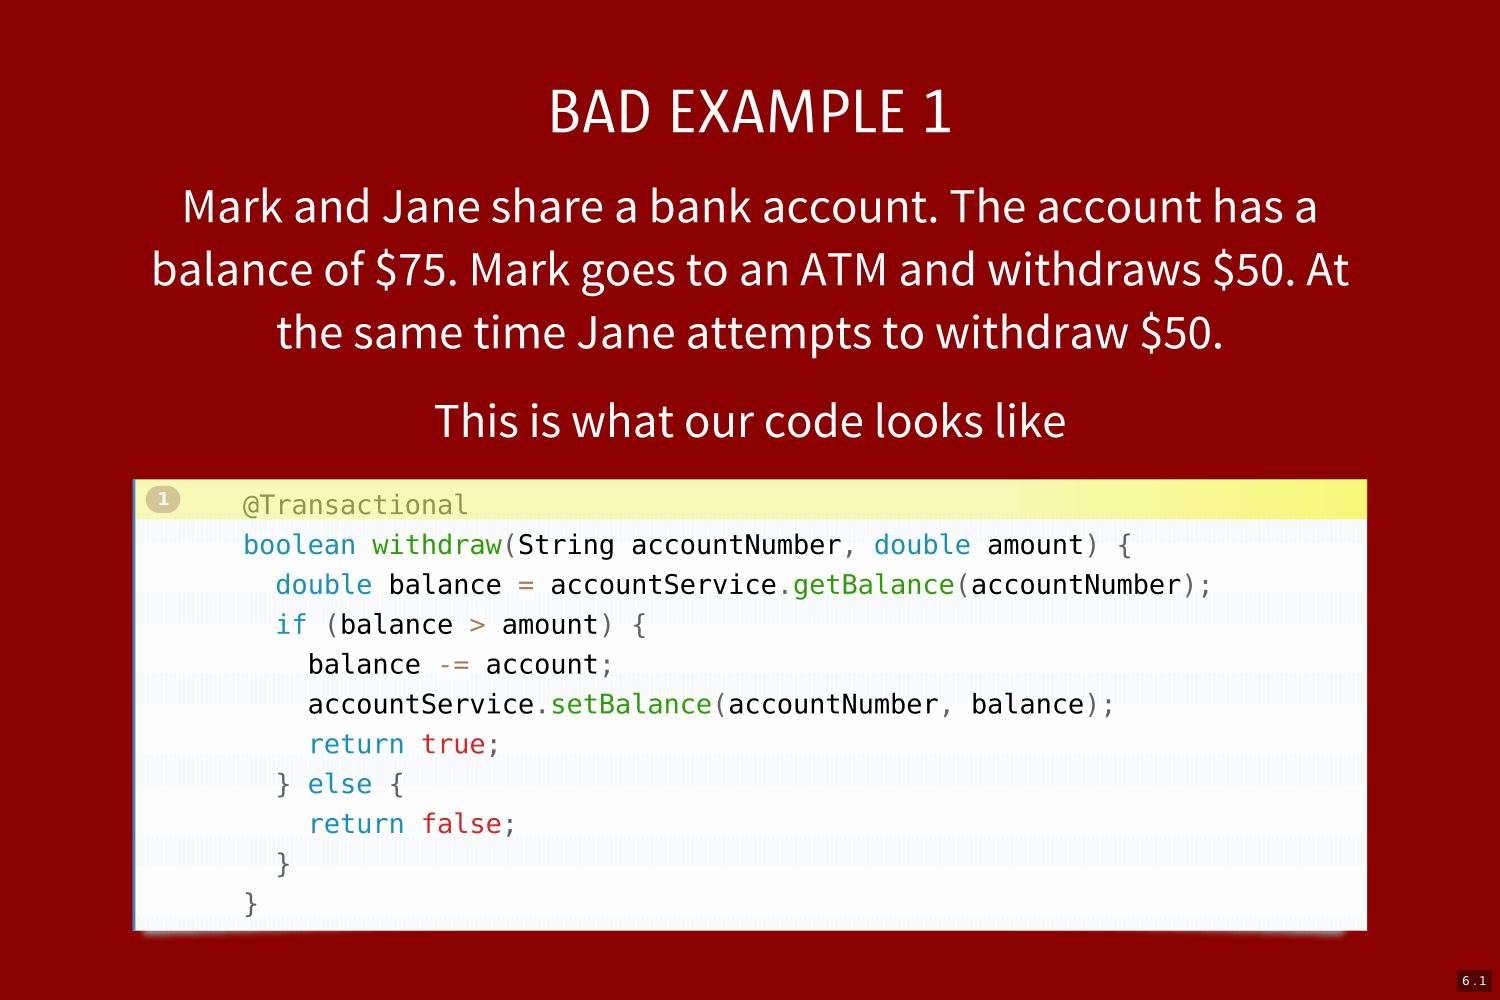 BAD EXAMPLE 1
Mark and Jane share a bank account. The account has a
balance of $75. Mark goes to an ATM and withdraws $50. At
the same time Jane attempts to withdraw $50.
This is what our code looks like
1 @Transactional
boolean withdraw(String accountNumber, double amount) {
  double balance = accountService.getBalance(accountNumber);
  if (balance > amount) {
    balance -= account;
    accountService.setBalance(accountNumber, balance);
    return true;
  } else {
    return false;
  }
}
6.1